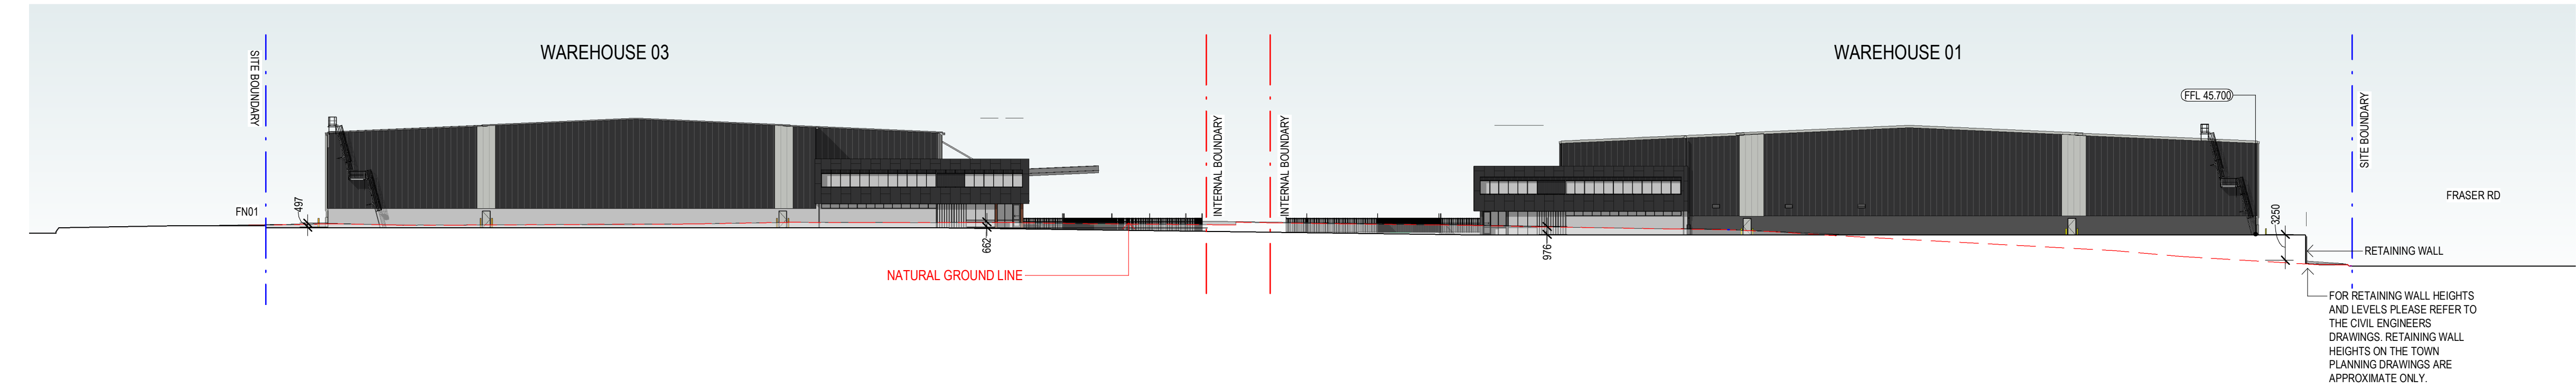 WAREHOUSE 03
WAREHOUSE 01
SITE BOUNDARY
FN01
497
662
NATURAL GROUND LINE
INTERNAL BOUNDARY
INTERNAL BOUNDARY
976
FFL 45.700
SITE BOUNDARY
FRASER RD
3250
RETAINING WALL
FOR RETAINING WALL HEIGHTS
AND LEVELS PLEASE REFER TO
THE CIVIL ENGINEERS
DRAWINGS. RETAINING WALL
HEIGHTS ON THE TOWN
PLANNING DRAWINGS ARE
APPROXIMATE ONLY.